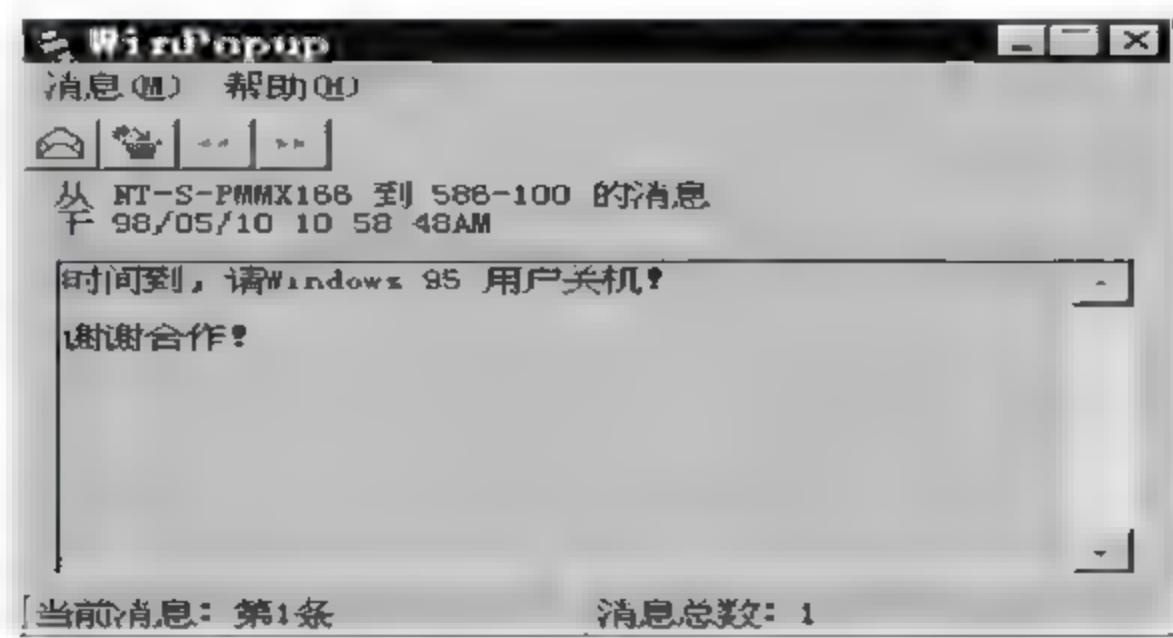 WinPopup
消息(M) 帮助(H)
从 NT-S-PMMX166 到 586-100 的消息
于 98/05/10 10 58 48AM
时间到，请Windows 95 用户关机！
谢谢合作！
当前消息：第1条 消息总数：1